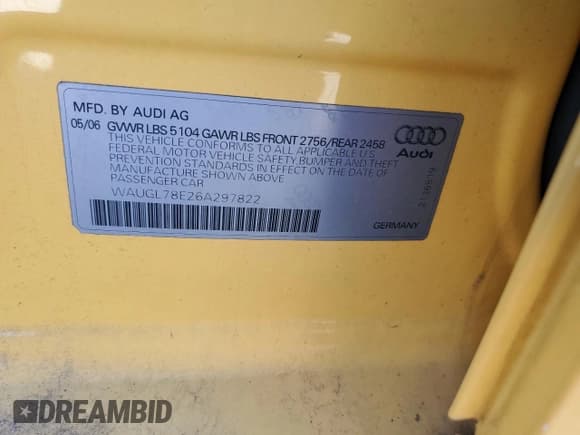 MFD. BY AUDI AG
05/06 GVWR LBS 5104 GAWR LBS FRONT 2756/REAR 2458
THIS VEHICLE CONFORMS TO ALL APPLICABLE U.S.
FEDERAL MOTOR VEHICLE SAFETY, BUMPER AND THEFT
PREVENTION STANDARDS IN EFFECT ON THE DATE OF
MANUFACTURE SHOWN ABOVE
PASSENGER CAR
WAUGL78E26A297822
Audi
GERMANY
DREAMBID